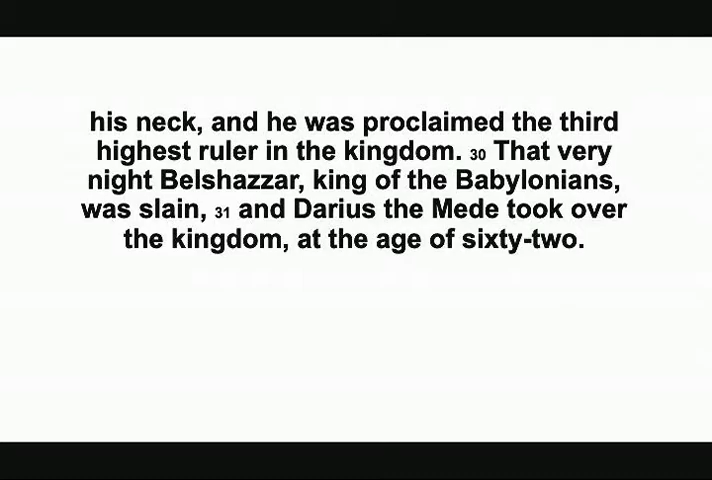 his neck, and he was proclaimed the third
highest ruler in the kingdom. 30 That very
night Belshazzar, king of the Babylonians,
was slain, 31 and Darius the Mede took over
the kingdom, at the age of sixty-two.